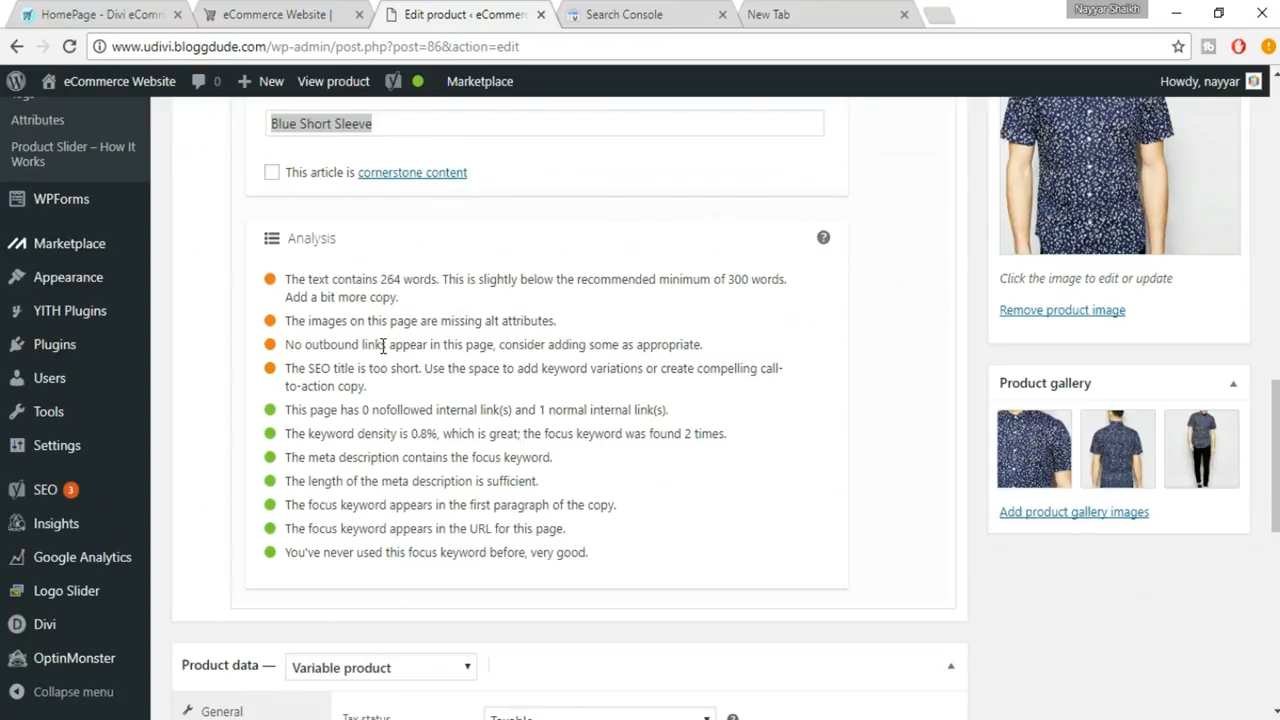 HomePage - Divi eComm
eCommerce Website |
Edit product ‹ eCommerc
Search Console
New Tab
Nayyar Shaikh
www.udivi.bloggdude.com/wp-admin/post.php?post=86&action=edit
eCommerce Website
0
New
View product
Marketplace
Howdy, nayyar
Attributes
Product Slider – How It
Works
WPForms
Marketplace
Appearance
YITH Plugins
Plugins
Users
Tools
Settings
SEO 3
Insights
Google Analytics
Logo Slider
Divi
OptinMonster
Collapse menu
Blue Short Sleeve
This article is cornerstone content
Analysis
The text contains 264 words. This is slightly below the recommended minimum of 300 words.
Add a bit more copy.
The images on this page are missing alt attributes.
No outbound links appear in this page, consider adding some as appropriate.
The SEO title is too short. Use the space to add keyword variations or create compelling call-
to-action copy.
This page has 0 nofollowed internal link(s) and 1 normal internal link(s).
The keyword density is 0.8%, which is great; the focus keyword was found 2 times.
The meta description contains the focus keyword.
The length of the meta description is sufficient.
The focus keyword appears in the first paragraph of the copy.
The focus keyword appears in the URL for this page.
You've never used this focus keyword before, very good.
Product data — Variable product
General
Tax status
Taxable
Click the image to edit or update
Remove product image
Product gallery
Add product gallery images